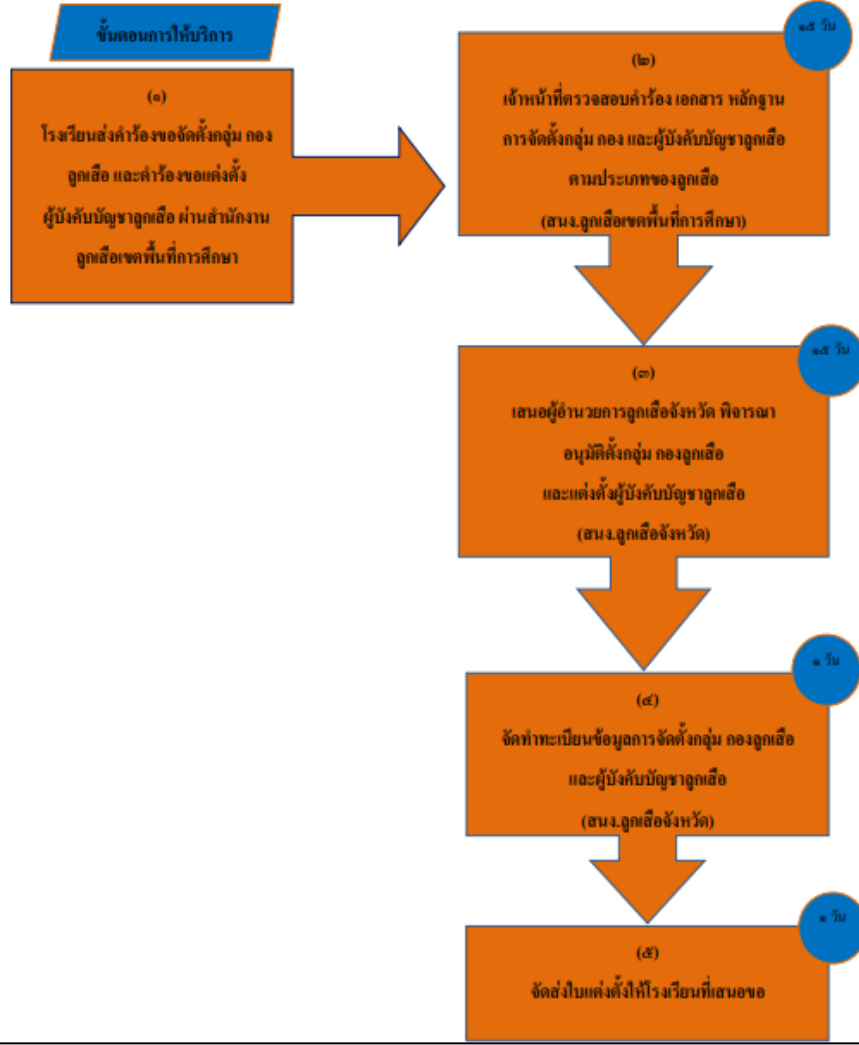 ขั้นตอนการให้บริการ
(๑)
โรงเรียนส่งคำร้องขอจัดตั้งกลุ่ม กอง
ลูกเสือ และคำร้องขอแต่งตั้ง
ผู้บังคับบัญชาลูกเสือ ผ่านสำนักงาน
ลูกเสือเขตพื้นที่การศึกษา
๑๕ วัน
(๒)
เจ้าหน้าที่ตรวจสอบคำร้อง เอกสาร หลักฐาน
การจัดตั้งกลุ่ม กอง และผู้บังคับบัญชาลูกเสือ
ตามประเภทของลูกเสือ
(สนง.ลูกเสือเขตพื้นที่การศึกษา)
๑๕ วัน
(๓)
เสนอผู้อำนวยการลูกเสือจังหวัด พิจารณา
อนุมัติตั้งกลุ่ม กองลูกเสือ
และแต่งตั้งผู้บังคับบัญชาลูกเสือ
(สนง.ลูกเสือจังหวัด)
๑ วัน
(๔)
จัดทำทะเบียนข้อมูลการจัดตั้งกลุ่ม กองลูกเสือ
และผู้บังคับบัญชาลูกเสือ
(สนง.ลูกเสือจังหวัด)
๑ วัน
(๕)
จัดส่งใบแต่งตั้งให้โรงเรียนที่เสนอขอ